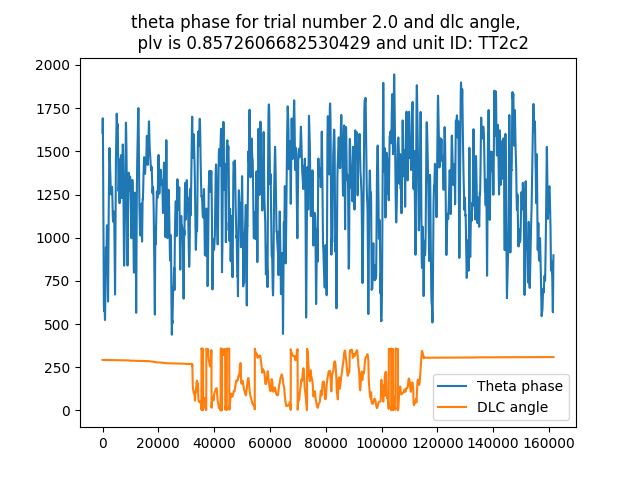 theta phase for trial number 2.0 and dlc angle,
plv is 0.8572606682530429 and unit ID: TT2c2
2000
1750
1500
1250
1000
750
500
250
0
Theta phase
DLC angle
0 20000 40000 60000 80000 100000 120000 140000 160000